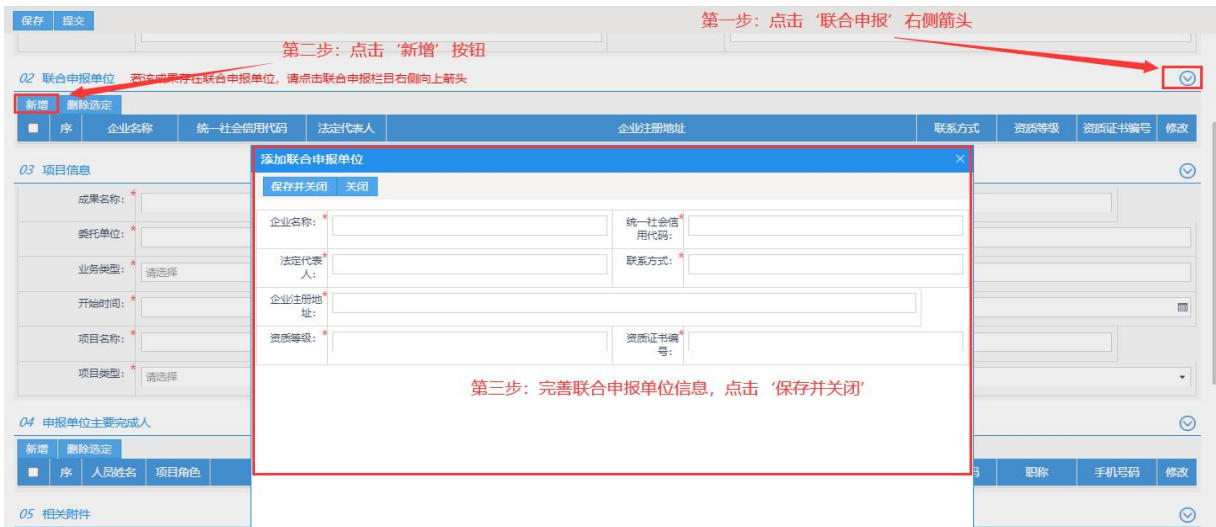 保存 提交
第一步：点击‘联合申报’右侧箭头
第二步：点击‘新增’按钮
02 联合申报单位 若该成果存在联合申报单位，请点击联合申报栏目右侧向上箭头
新增 删除选定
序 企业名称 统一社会信用代码 法定代表人 企业注册地址 联系方式 资质等级 资质证书编号 修改
03 项目信息
成果名称：*
委托单位：*
业务类型：* 请选择
开始时间：*
项目名称：*
项目类型：* 请选择
添加联合申报单位 ×
保存并关闭 关闭
企业名称：* 统一社会信用代码：*
法定代表人：* 联系方式：*
企业注册地址：*
资质等级：* 资质证书编号：*
第三步：完善联合申报单位信息，点击‘保存并关闭’
04 申报单位主要完成人
新增 删除选定
序 人员姓名 项目角色 职称 手机号码 修改
05 相关附件